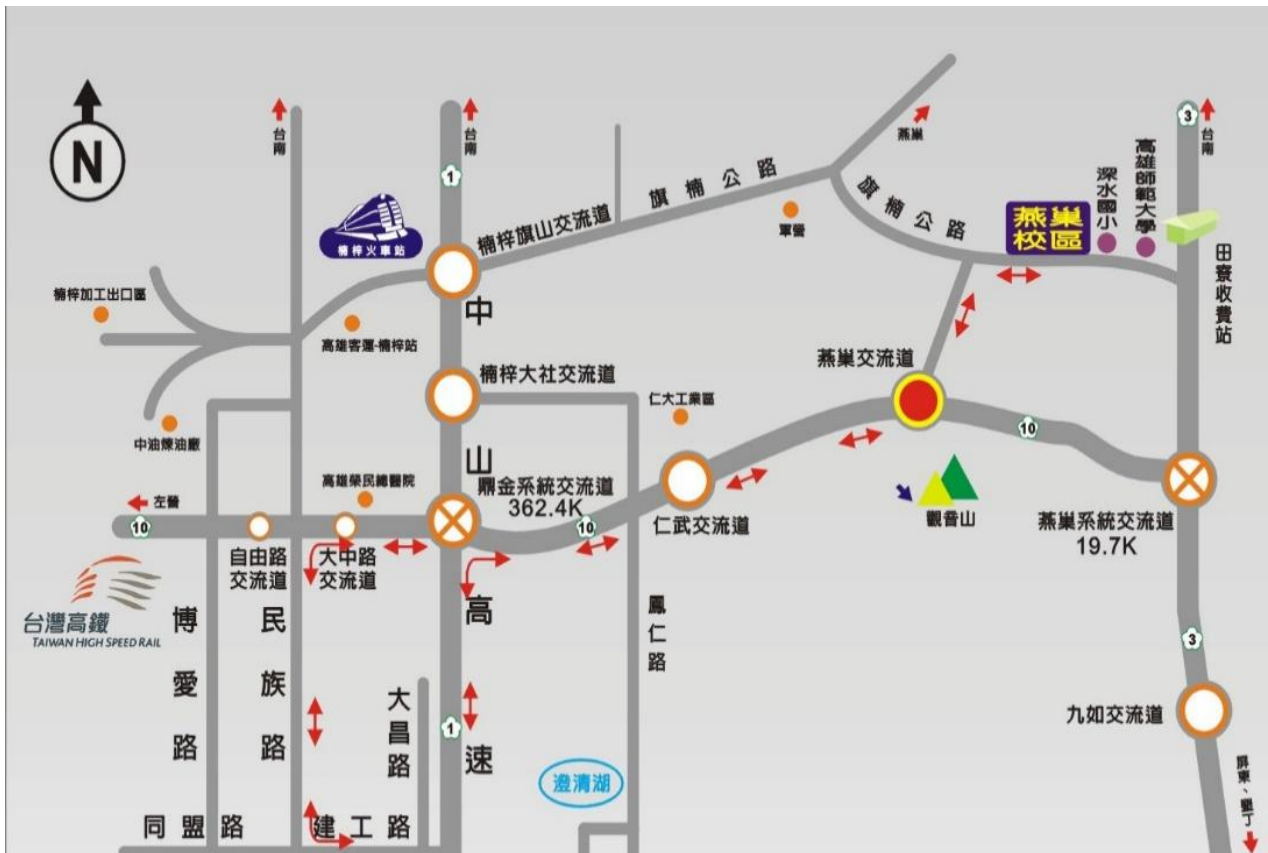 N
台南
台南
台南
1
3
燕巢
旗楠公路
旗楠公路
軍營
燕巢
校區
深水國小
高雄師範大學
田寮收費站
楠梓火車站
楠梓旗山交流道
楠梓加工出口區
高雄客運-楠梓站
中山高速
楠梓大社交流道
燕巢交流道
仁大工業區
中油煉油廠
高雄榮民總醫院
鼎金系統交流道
362.4K
10
仁武交流道
觀音山
燕巢系統交流道
19.7K
左營
10
10
自由路
交流道
大中路
交流道
台灣高鐵
TAIWAN HIGH SPEED RAIL
博愛路
民族路
大昌路
鳳仁路
3
1
九如交流道
澄清湖
屏東、墾丁
同盟路
建工路